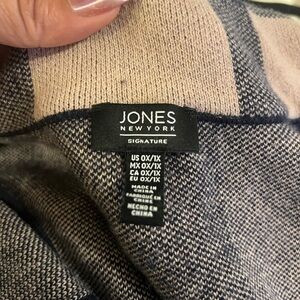 JONES
NEW YORK
SIGNATURE
US 0X/1X
MX 0X/1X
CA 0X/1X
EU 0X/1X
MADE IN
CHINA
FABRIQUÉ EN
CHINE
HECHO EN
CHINA